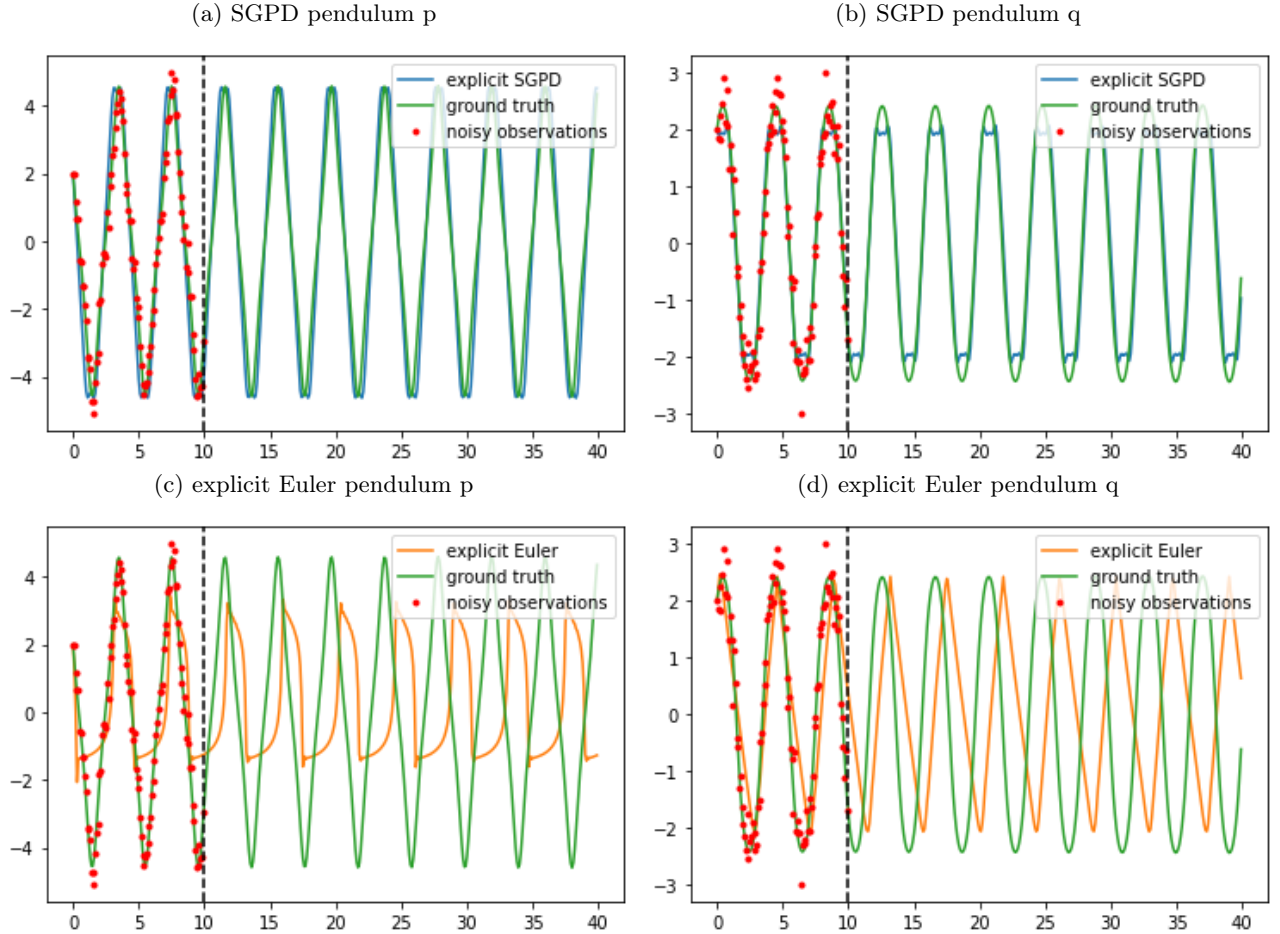 (a) SGPD pendulum p
(b) SGPD pendulum q
explicit SGPD
ground truth
noisy observations
4
2
0
−2
−4
0 5 10 15 20 25 30 35 40
explicit SGPD
ground truth
noisy observations
3
2
1
0
−1
−2
−3
0 5 10 15 20 25 30 35 40
(c) explicit Euler pendulum p
(d) explicit Euler pendulum q
explicit Euler
ground truth
noisy observations
4
2
0
−2
−4
0 5 10 15 20 25 30 35 40
explicit Euler
ground truth
noisy observations
3
2
1
0
−1
−2
−3
0 5 10 15 20 25 30 35 40